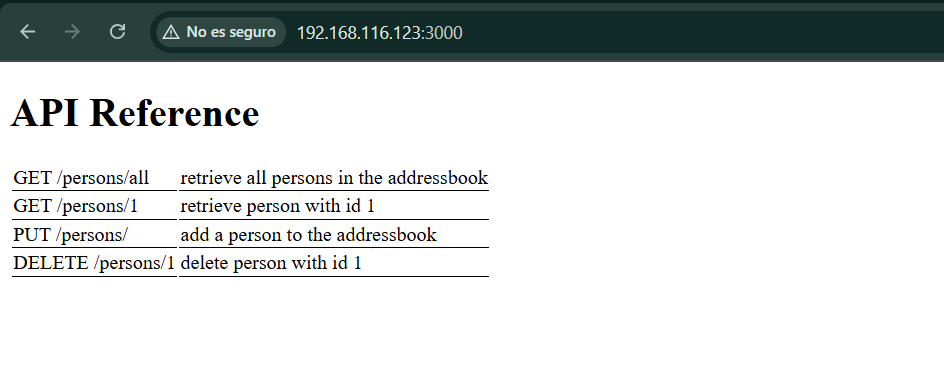 No es seguro 192.168.116.123:3000
API Reference
GET /persons/all retrieve all persons in the addressbook
GET /persons/1 retrieve person with id 1
PUT /persons/ add a person to the addressbook
DELETE /persons/1 delete person with id 1